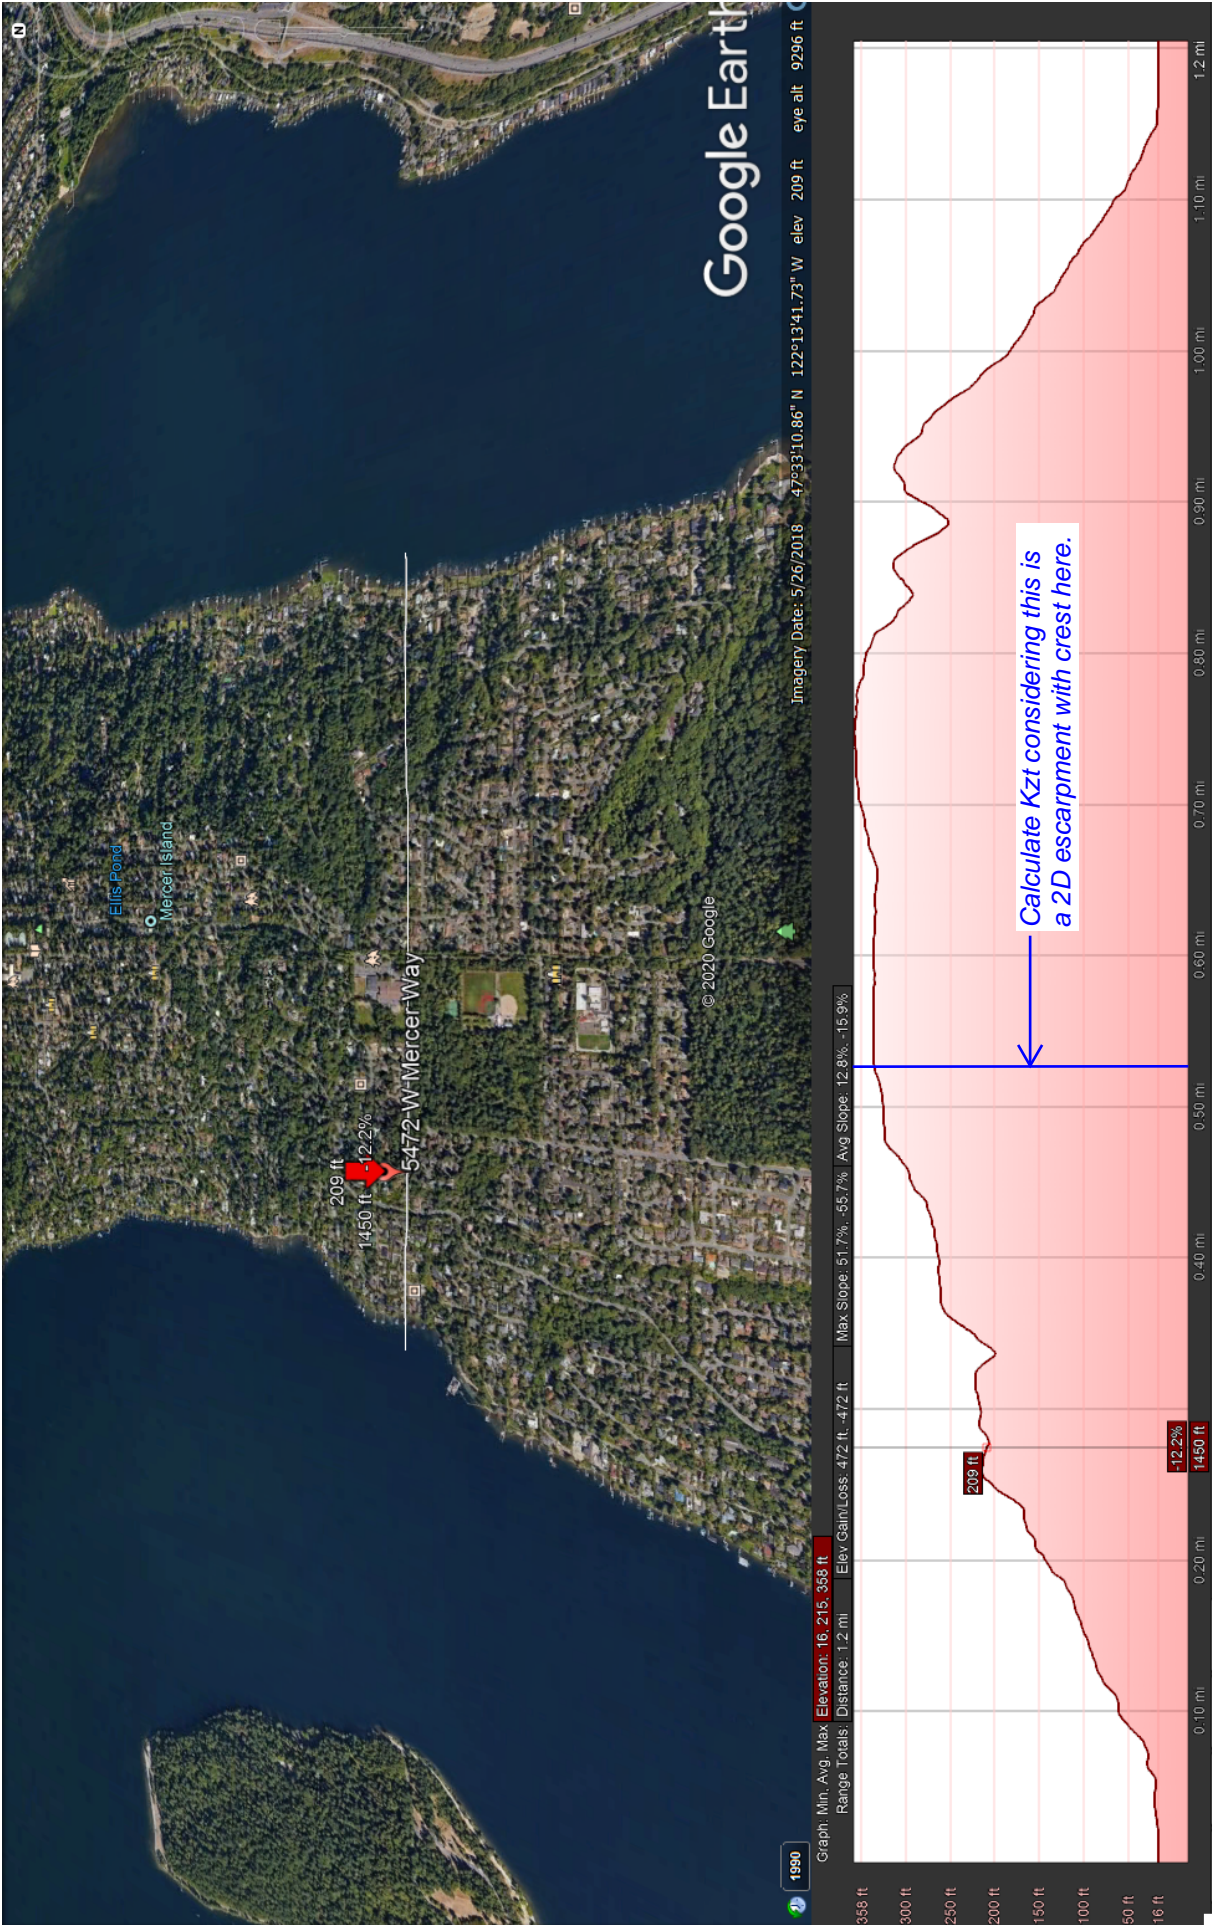 N
Ellis Pond
Mercer Island
209 ft
1450 ft -12.2%
5472 W-Mercer-Way
© 2020 Google
Google Earth
1990
Imagery Date: 5/26/2018 47°33'10.86" N 122°13'41.73" W elev 209 ft eye alt 9296 ft
Graph: Min, Avg, Max Elevation: 16, 215, 358 ft
Range Totals: Distance: 1.2 mi Elev Gain/Loss: 472 ft, -472 ft Max Slope: 51.7%, -55.7% Avg Slope: 12.8%, -15.9%
358 ft
300 ft
250 ft
200 ft
150 ft
100 ft
50 ft
16 ft
209 ft
Calculate Kzt considering this is
a 2D escarpment with crest here.
-12.2%
1450 ft
0.10 mi 0.20 mi 0.40 mi 0.50 mi 0.60 mi 0.70 mi 0.80 mi 0.90 mi 1.00 mi 1.10 mi 1.2 mi